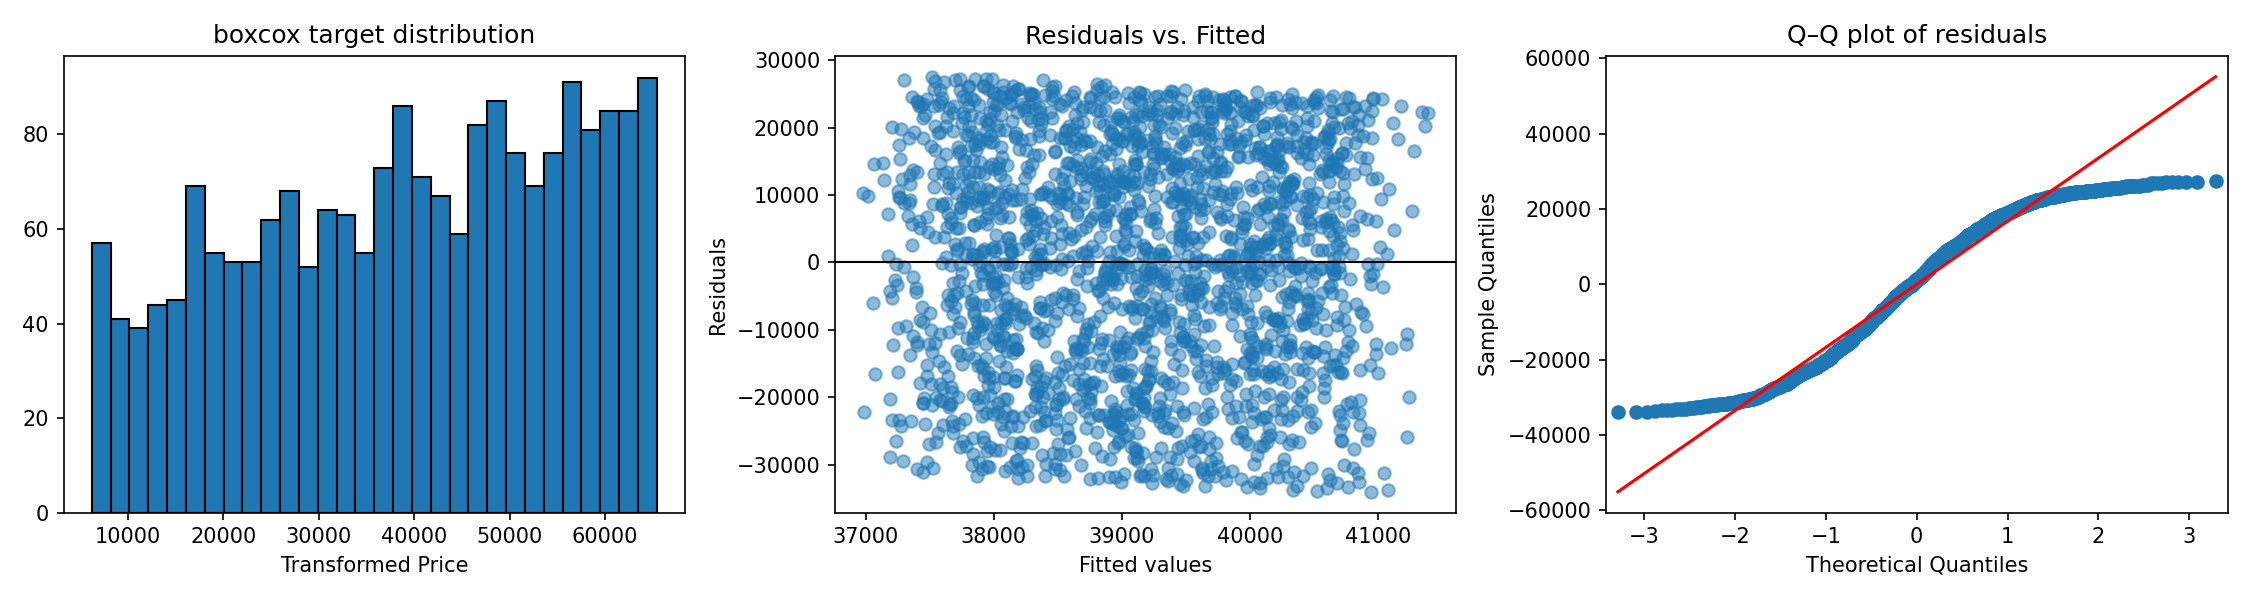 boxcox target distribution
80
60
40
20
0
10000 20000 30000 40000 50000 60000
Transformed Price
Residuals vs. Fitted
Residuals
30000
20000
10000
0
−10000
−20000
−30000
37000 38000 39000 40000 41000
Fitted values
Q–Q plot of residuals
Sample Quantiles
60000
40000
20000
0
−20000
−40000
−60000
−3 −2 −1 0 1 2 3
Theoretical Quantiles